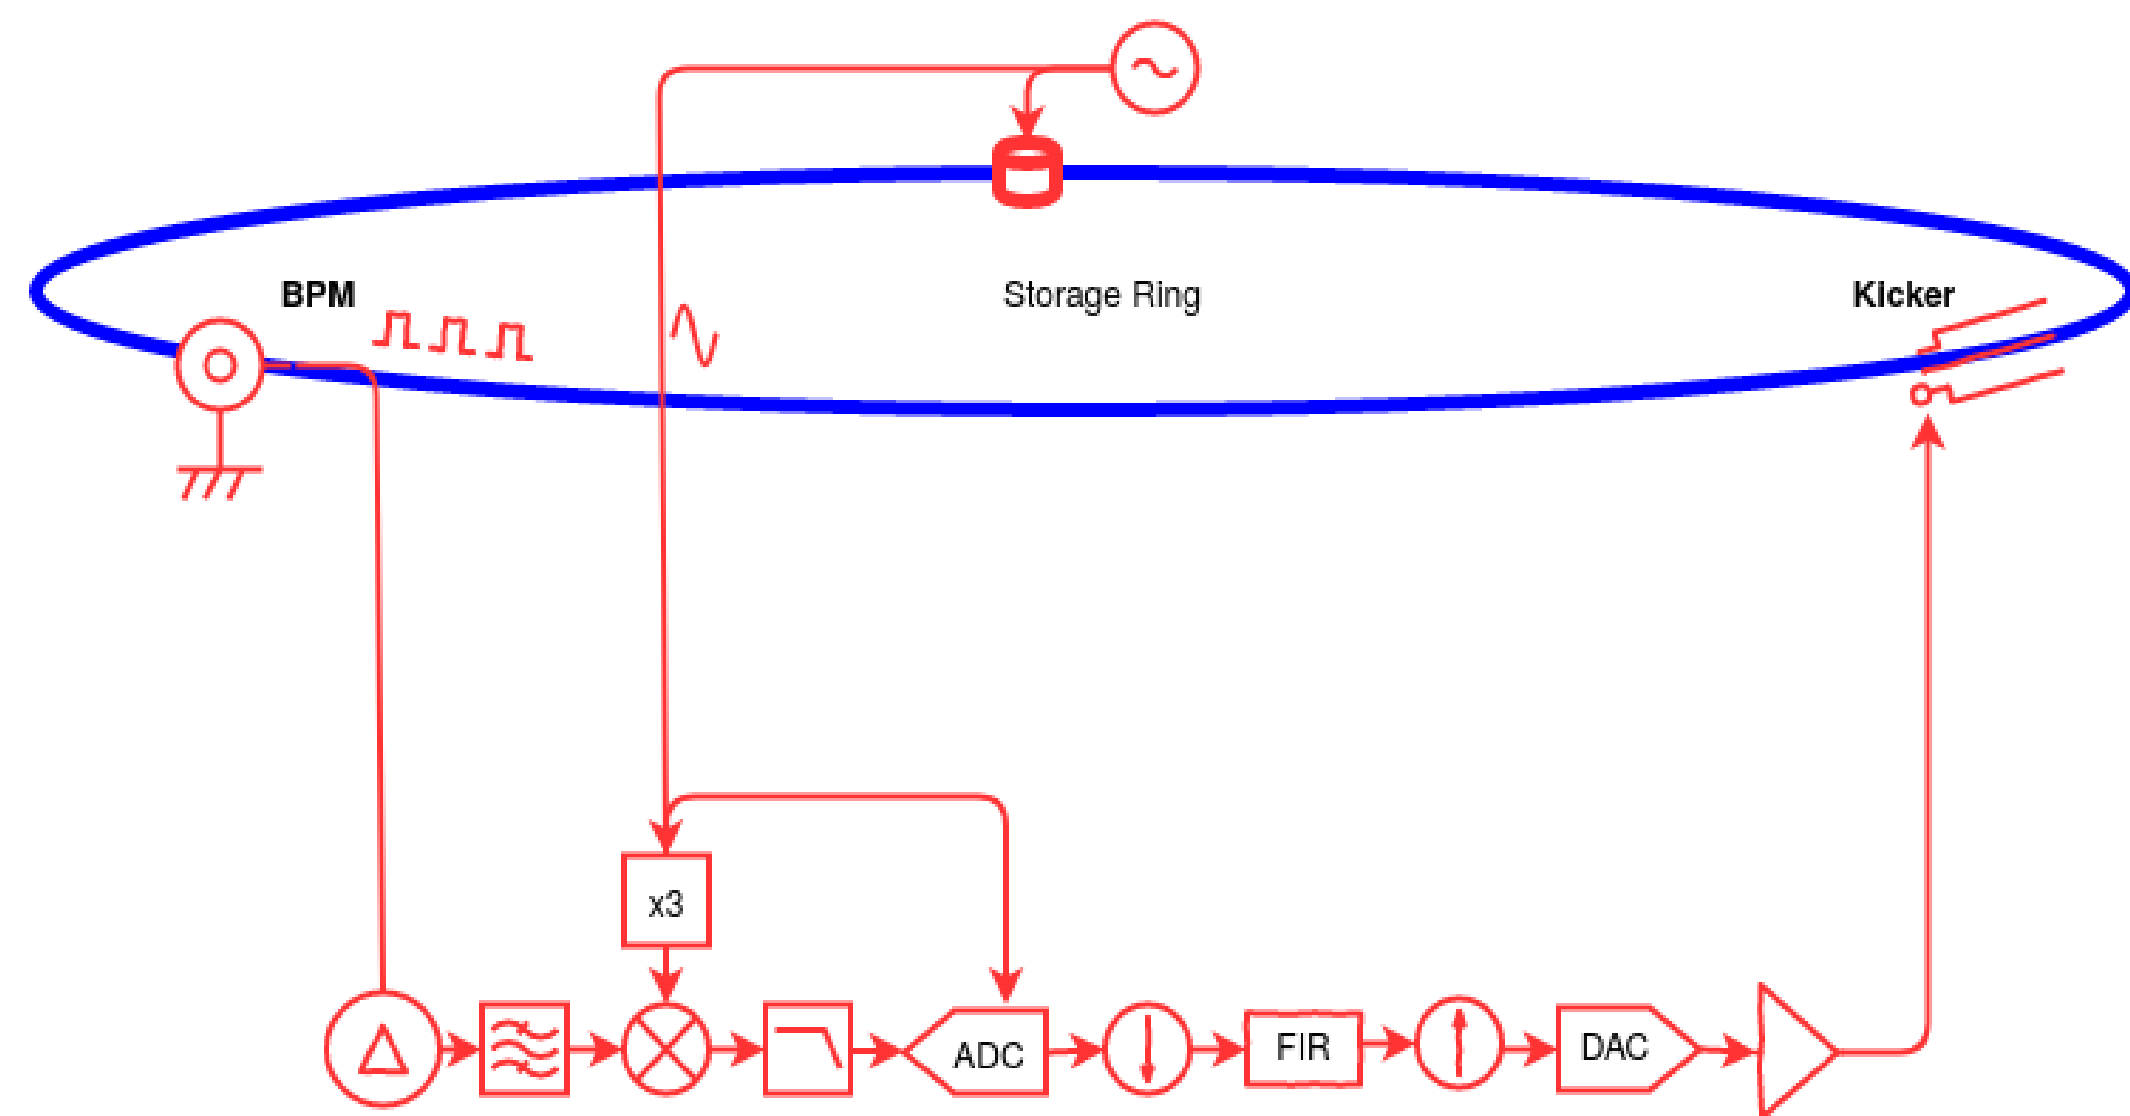 BPM
Storage Ring
Kicker
x3
ADC
FIR
DAC